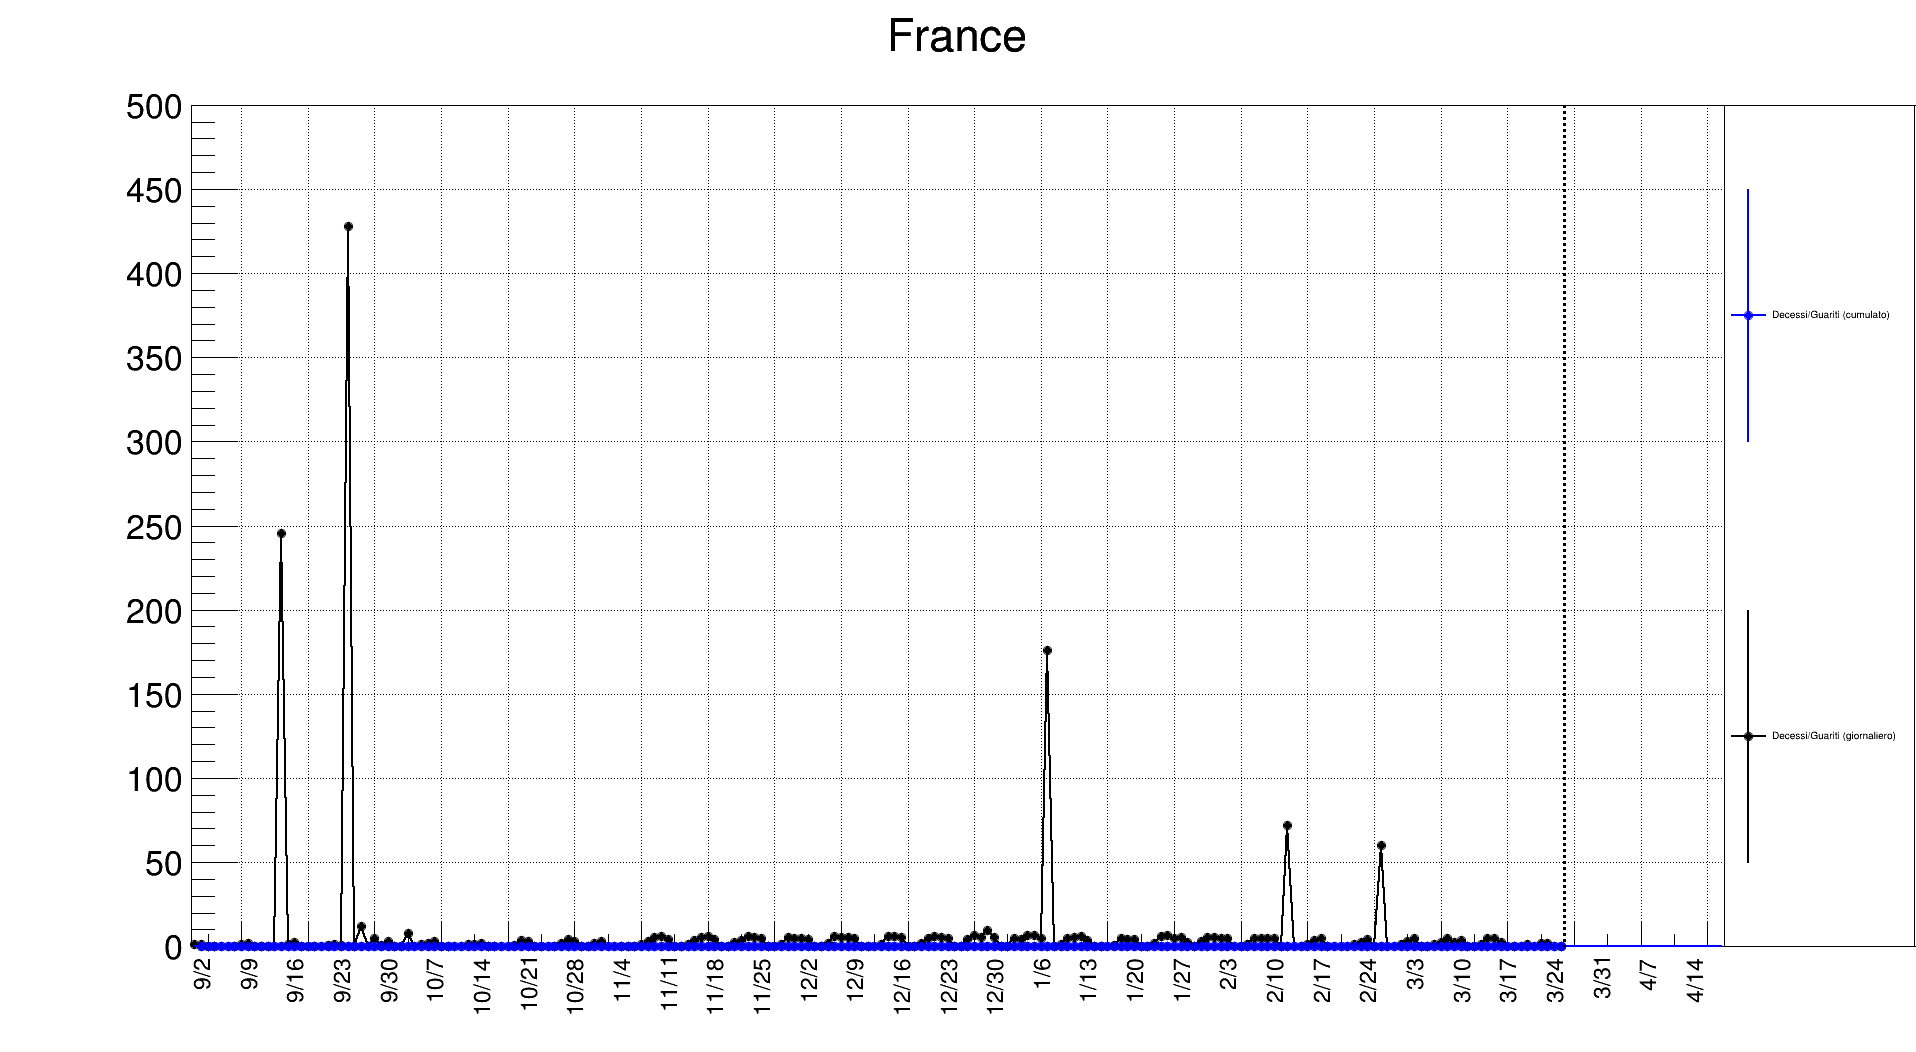 France
500
450
400
350
300
250
200
150
100
50
0
9/2 9/9 9/16 9/23 9/30 10/7 10/14 10/21 10/28 11/4 11/11 11/18 11/25 12/2 12/9 12/16 12/23 12/30 1/6 1/13 1/20 1/27 2/3 2/10 2/17 2/24 3/3 3/10 3/17 3/24 3/31 4/7 4/14
Decessi/Guariti (cumulato)
Decessi/Guariti (giornaliero)